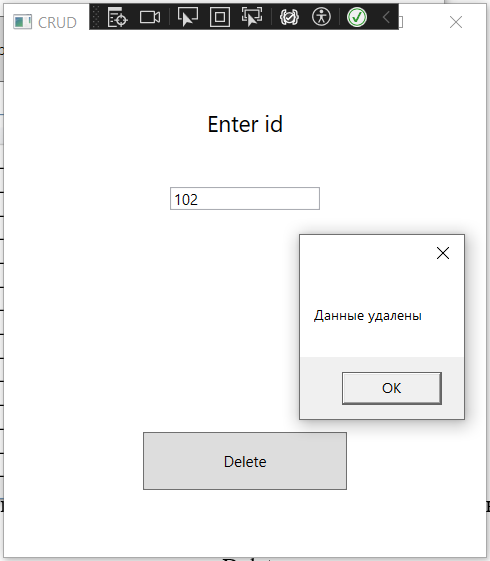 CRUD
Enter id
102
Данные удалены
OK
Delete